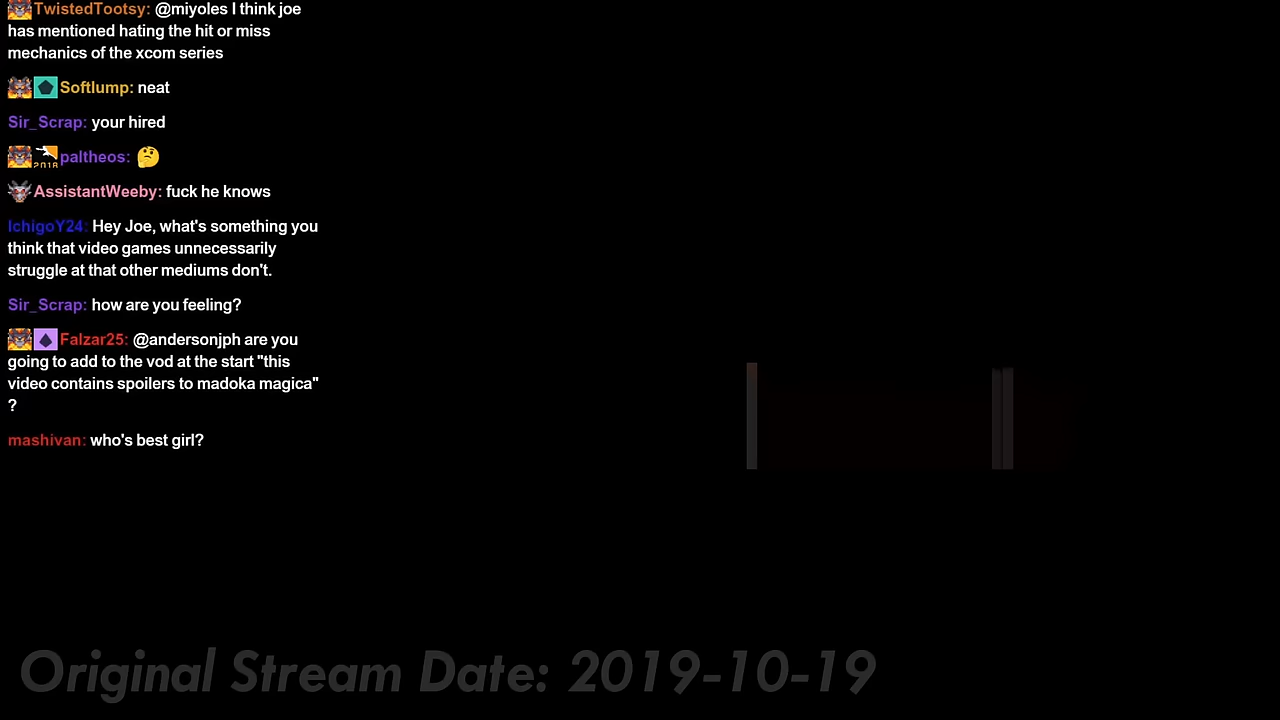 TwistedTootsy: @miyoles I think joe
has mentioned hating the hit or miss
mechanics of the xcom series
Softlump: neat
Sir_Scrap: your hired
2018 paltheos: 🤔
AssistantWeeby: fuck he knows
IchigoY24: Hey Joe, what's something you
think that video games unnecessarily
struggle at that other mediums don't.
Sir_Scrap: how are you feeling?
Falzar25: @andersonjph are you
going to add to the vod at the start "this
video contains spoilers to madoka magica"
?
mashivan: who's best girl?
Original Stream Date: 2019-10-19